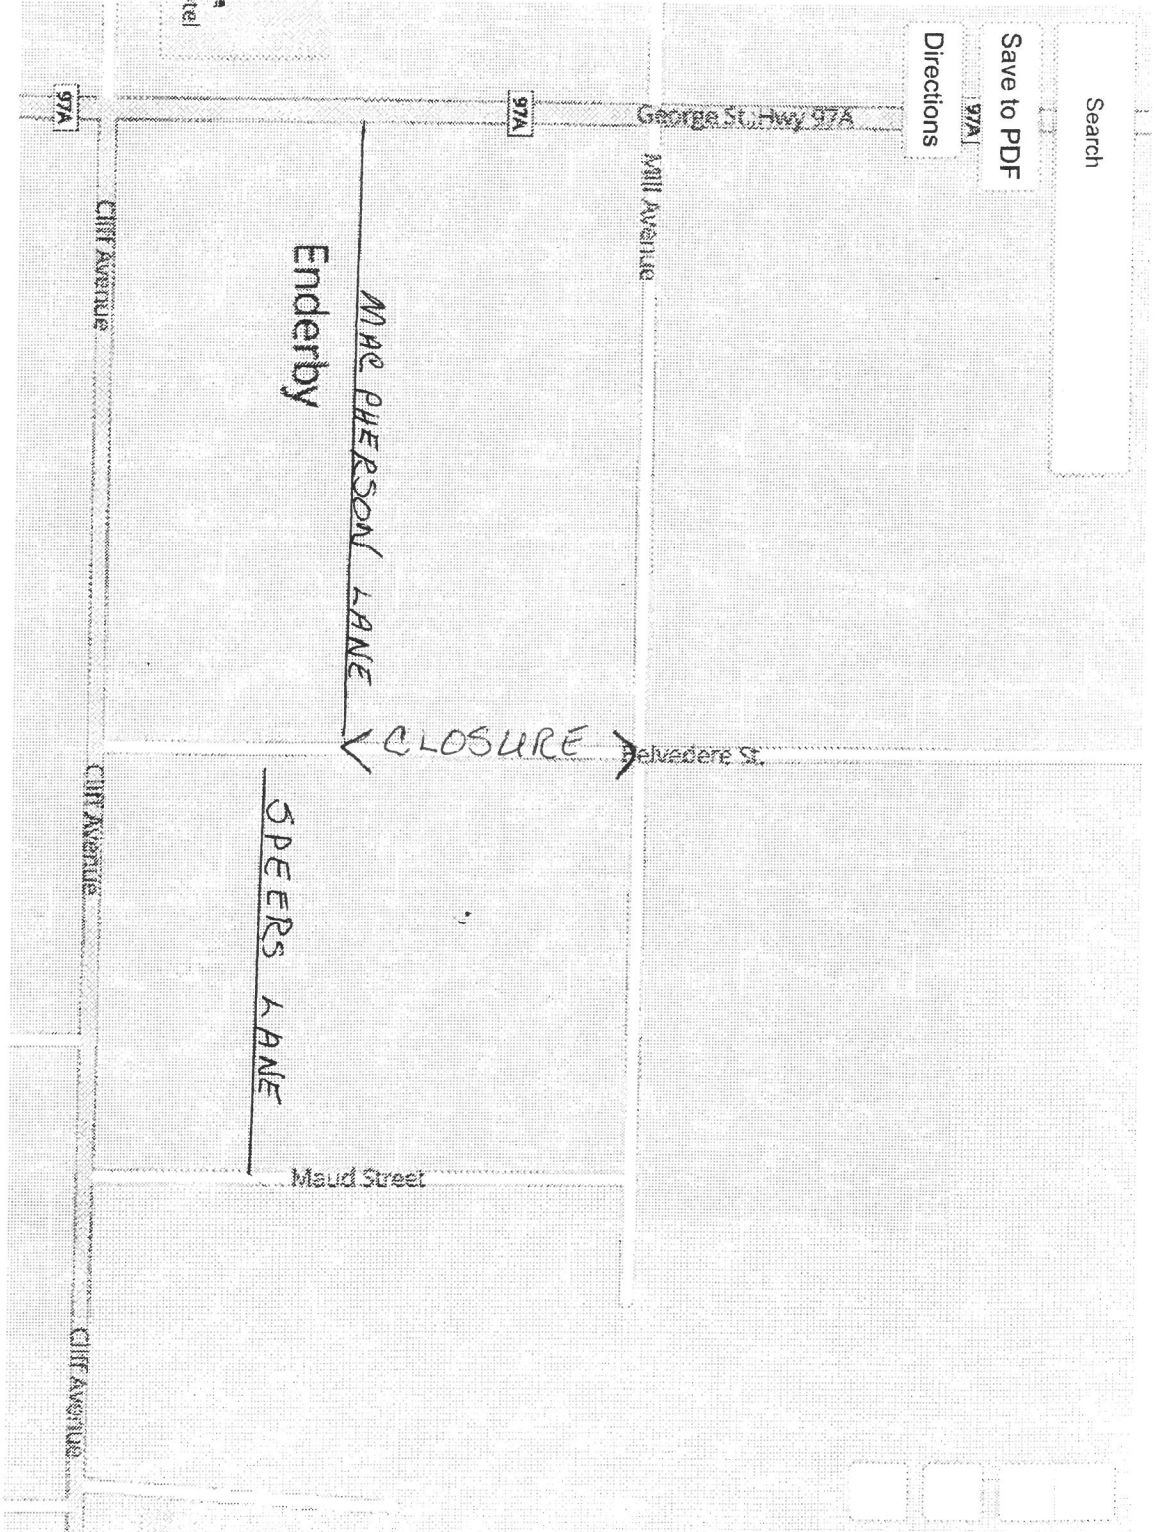 Search
Save to PDF
Directions
97A
George St; Hwy 97A
97A
97A
Mill Avenue
Cliff Avenue
Enderby
MAC PHERSON LANE
CLOSURE
Belvedere St.
Cliff Avenue
SPEERS LANE
Maud Street
Cliff Avenue
tel